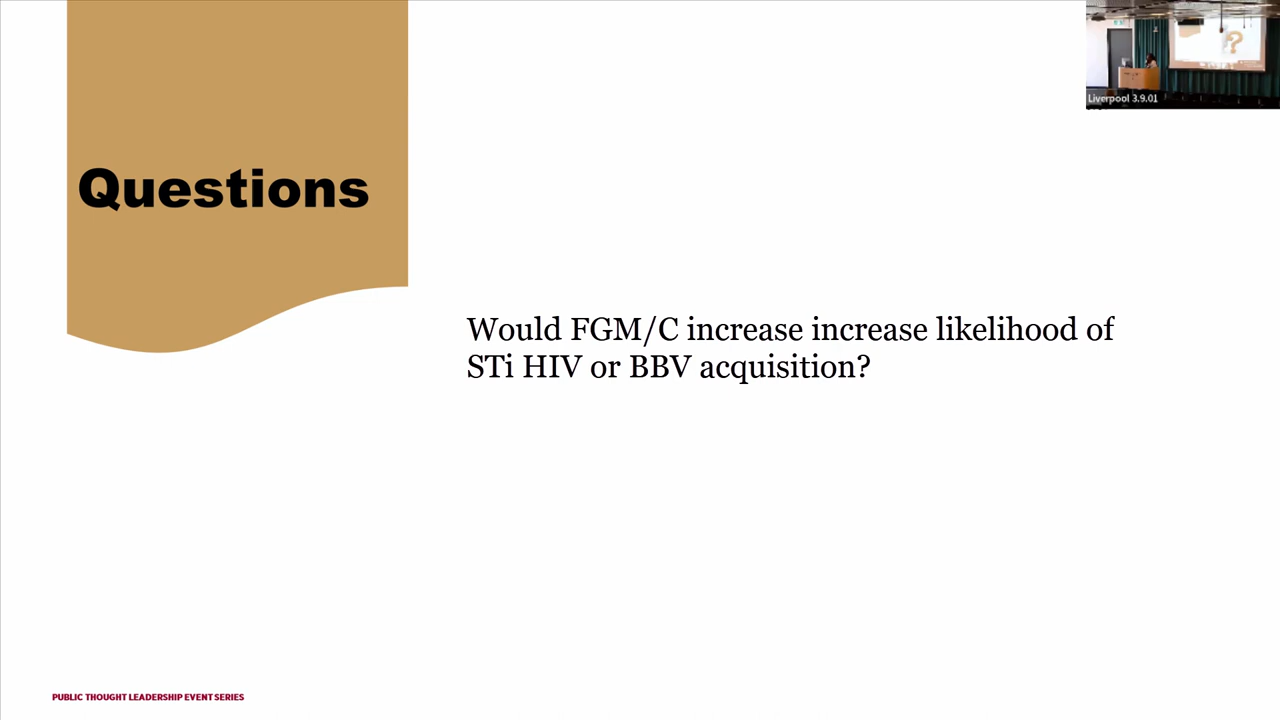 Liverpool 3.9.01
Questions
Would FGM/C increase increase likelihood of
STi HIV or BBV acquisition?
PUBLIC THOUGHT LEADERSHIP EVENT SERIES